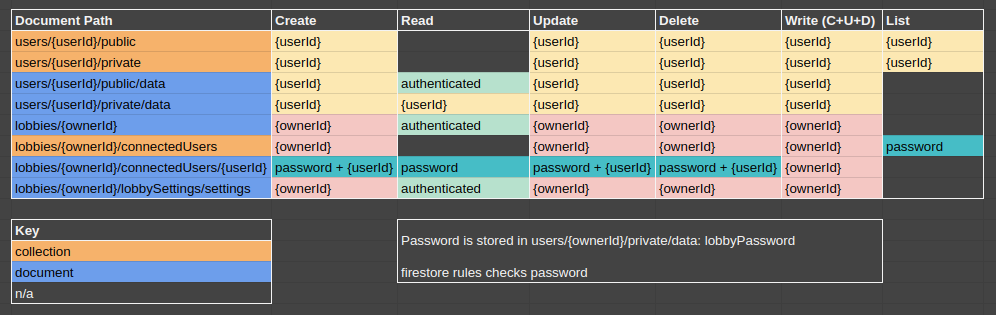 Document Path Create Read Update Delete Write (C+U+D) List
users/{userId}/public {userId} {userId} {userId} {userId} {userId}
users/{userId}/private {userId} {userId} {userId} {userId} {userId}
users/{userId}/public/data {userId} authenticated {userId} {userId} {userId}
users/{userId}/private/data {userId} {userId} {userId} {userId} {userId}
lobbies/{ownerId} {ownerId} authenticated {ownerId} {ownerId} {ownerId}
lobbies/{ownerId}/connectedUsers {ownerId} {ownerId} {ownerId} {ownerId} password
lobbies/{ownerId}/connectedUsers/{userId} password + {userId} password password + {userId} password + {userId} {ownerId}
lobbies/{ownerId}/lobbySettings/settings {ownerId} authenticated {ownerId} {ownerId} {ownerId}
Key
collection
document
n/a
Password is stored in users/{ownerId}/private/data: lobbyPassword
firestore rules checks password